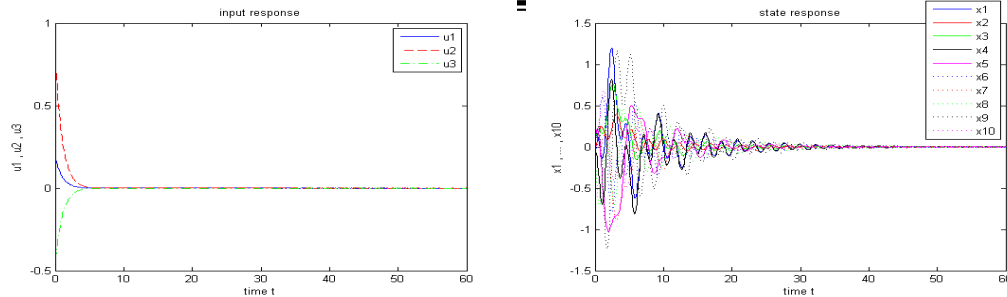 input response
1
0.5
0
-0.5
u1 , u2 , u3
0 10 20 30 40 50 60
time t
u1
u2
u3
state response
1.5
1
0.5
0
-0.5
-1
-1.5
x1 , ... , x10
0 10 20 30 40 50 60
time t
x1
x2
x3
x4
x5
x6
x7
x8
x9
x10